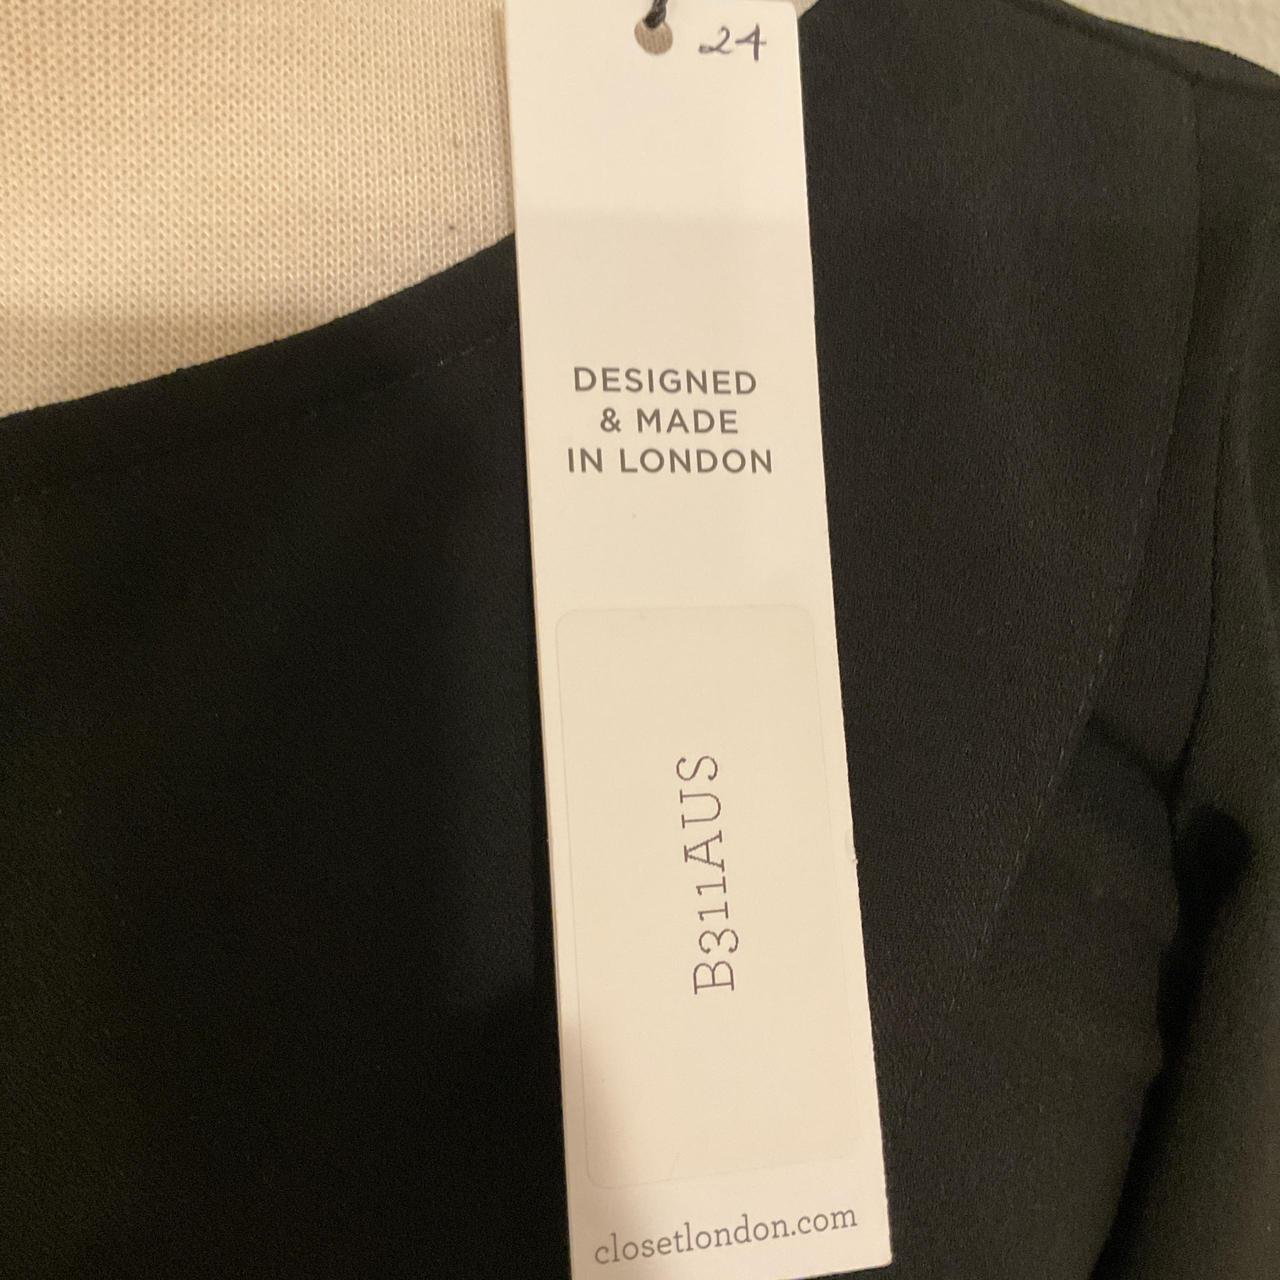 24
DESIGNED
& MADE
IN LONDON
B311AUS
closetlondon.com